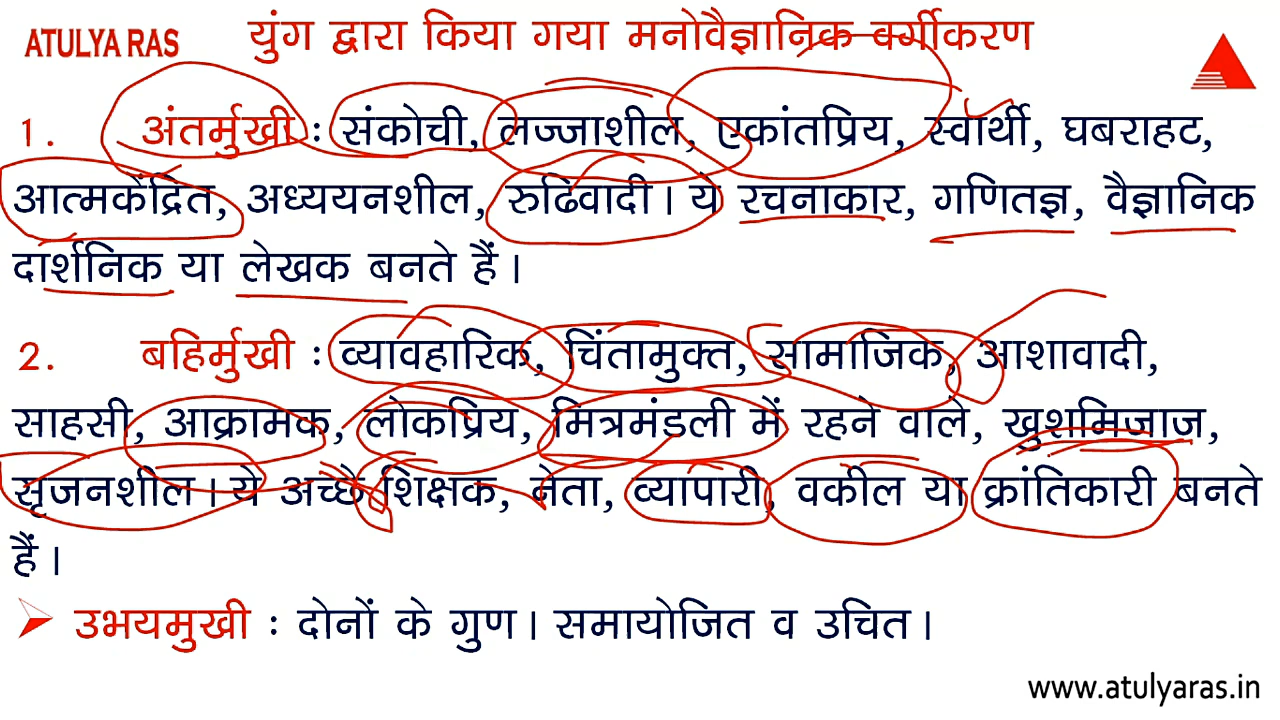 ATULYA RAS
युंग द्वारा किया गया मनोवैज्ञानिक वर्गीकरण
1. अंतर्मुखी : संकोची, लज्जाशील, एकांतप्रिय, स्वार्थी, घबराहट,
आत्मकेंद्रित, अध्ययनशील, रुढिवादी। ये रचनाकार, गणितज्ञ, वैज्ञानिक
दार्शनिक या लेखक बनते हैं।
2. बहिर्मुखी : व्यावहारिक, चिंतामुक्त, सामाजिक, आशावादी,
साहसी, आक्रामक, लोकप्रिय, मित्रमंडली में रहने वाले, खुशमिजाज,
सृजनशील। ये अच्छे शिक्षक, नेता, व्यापारी, वकील या क्रांतिकारी बनते
हैं।
उभयमुखी : दोनों के गुण। समायोजित व उचित।
www.atulyaras.in